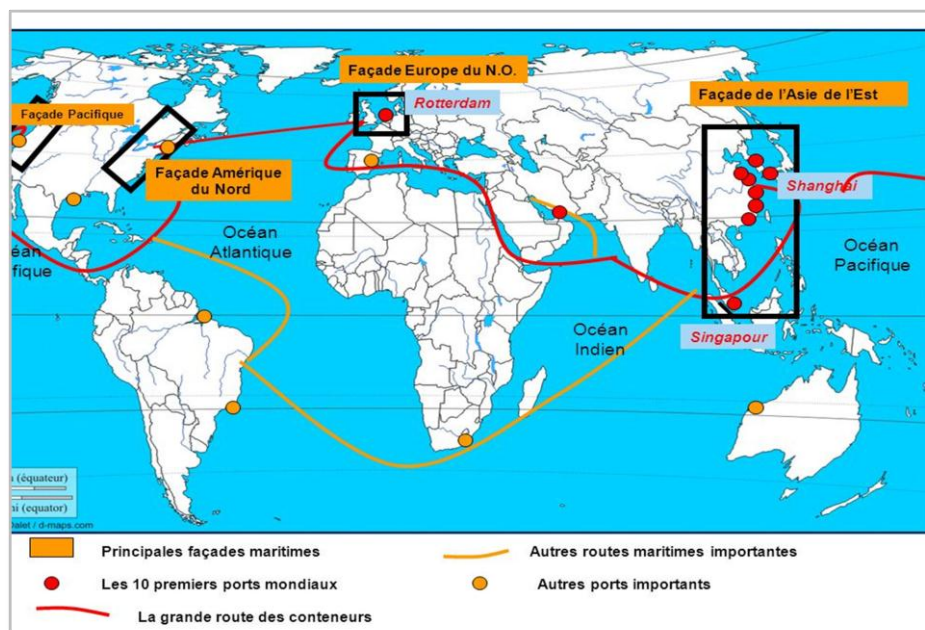 Façade Europe du N.O.
Rotterdam
Façade de l'Asie de l'Est
Façade Pacifique
Façade Amérique
du Nord
Shanghai
Océan
Atlantique
Océan
Pacifique
Océan
Indien
Singapour
(équateur)
(equator)
/ d-maps.com
Principales façades maritimes
Autres routes maritimes importantes
Les 10 premiers ports mondiaux
Autres ports importants
La grande route des conteneurs